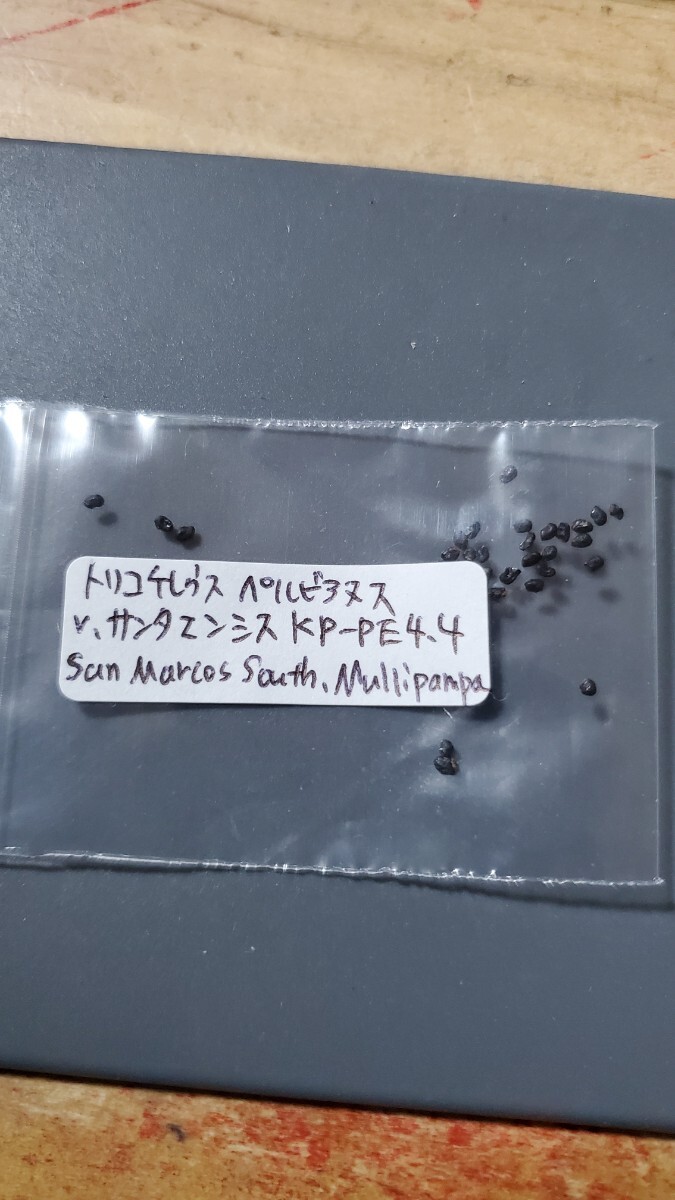 トリコケレウス ペルビアヌス
v.サンタエンシス KP-PE4.4
San Marcos South, Mullipampa